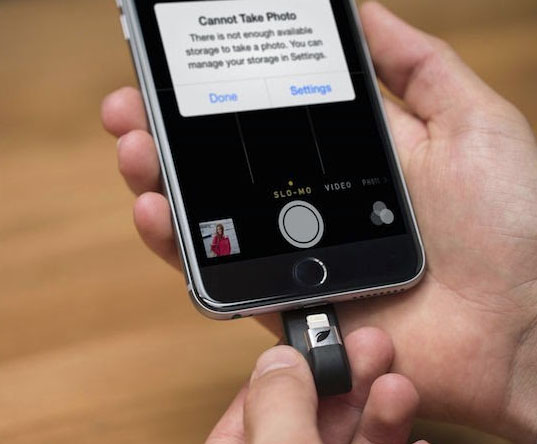 Cannot Take Photo
There is not enough available
storage to take a photo. You can
manage your storage in Settings.
Done Settings
SLO-MO VIDEO PHOTO